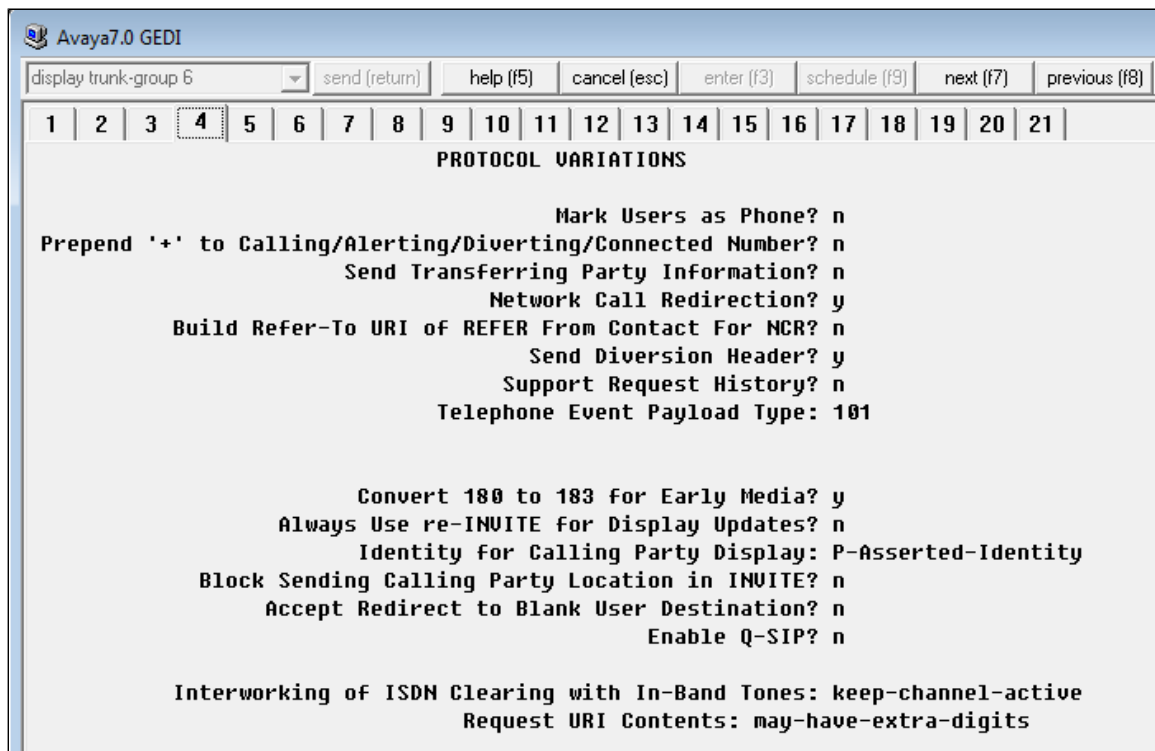 Avaya7.0 GEDI
display trunk-group 6 send (return) help (f5) cancel (esc) enter (f3) schedule (f9) next (f7) previous (f8)
1 2 3 4 5 6 7 8 9 10 11 12 13 14 15 16 17 18 19 20 21
PROTOCOL VARIATIONS
Mark Users as Phone? n
Prepend '+' to Calling/Alerting/Diverting/Connected Number? n
Send Transferring Party Information? n
Network Call Redirection? y
Build Refer-To URI of REFER From Contact For NCR? n
Send Diversion Header? y
Support Request History? n
Telephone Event Payload Type: 101
Convert 180 to 183 for Early Media? y
Always Use re-INVITE for Display Updates? n
Identity for Calling Party Display: P-Asserted-Identity
Block Sending Calling Party Location in INVITE? n
Accept Redirect to Blank User Destination? n
Enable Q-SIP? n
Interworking of ISDN Clearing with In-Band Tones: keep-channel-active
Request URI Contents: may-have-extra-digits